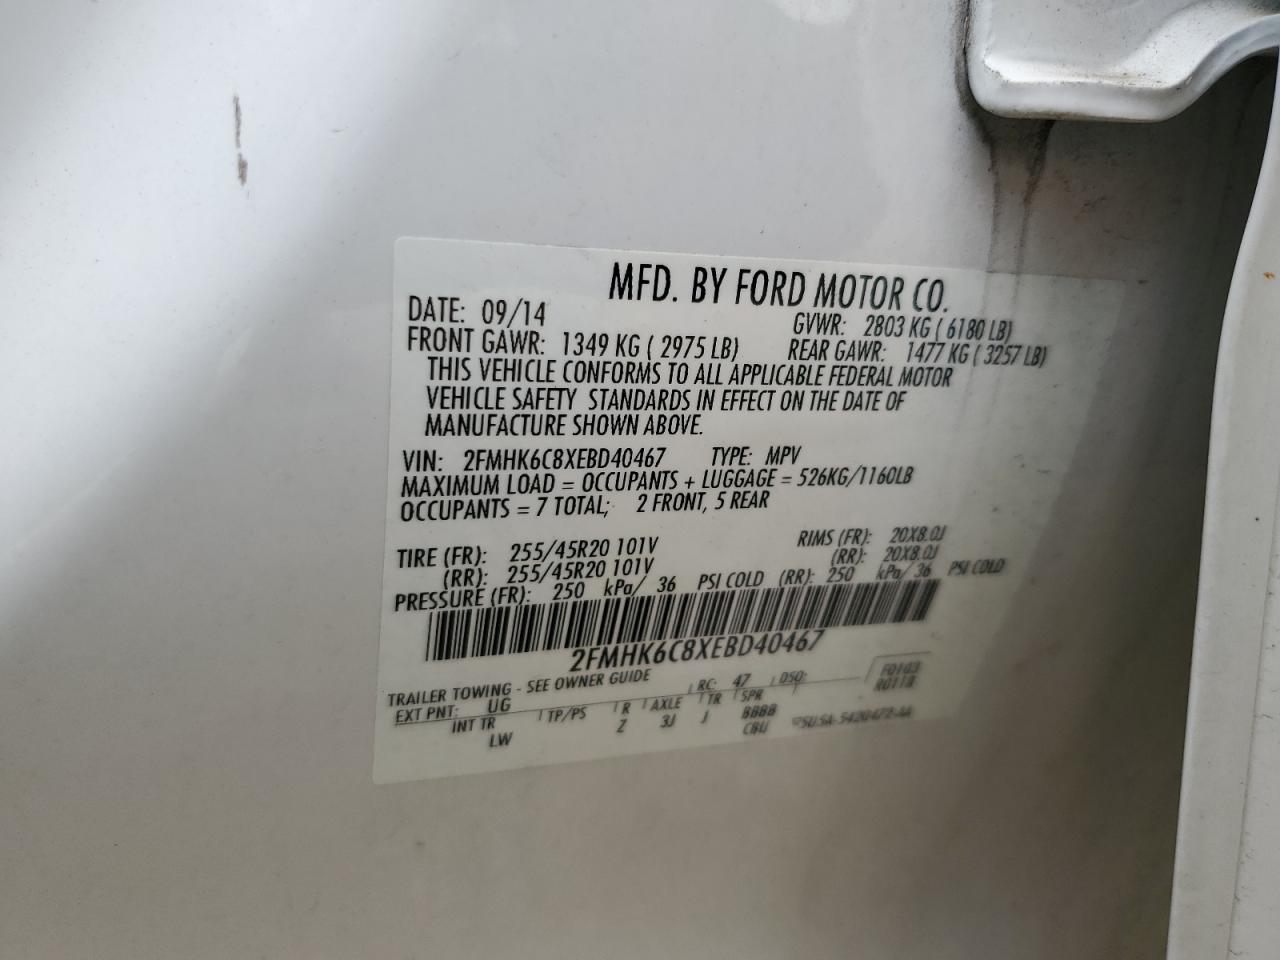 MFD. BY FORD MOTOR CO.
DATE: 09/14 GVWR: 2803 KG ( 6180 LB)
FRONT GAWR: 1349 KG ( 2975 LB) REAR GAWR: 1477 KG ( 3257 LB)
THIS VEHICLE CONFORMS TO ALL APPLICABLE FEDERAL MOTOR
VEHICLE SAFETY STANDARDS IN EFFECT ON THE DATE OF
MANUFACTURE SHOWN ABOVE.
VIN: 2FMHK6C8XEBD40467 TYPE: MPV
MAXIMUM LOAD = OCCUPANTS + LUGGAGE = 526KG/1160LB
OCCUPANTS = 7 TOTAL; 2 FRONT, 5 REAR
TIRE (FR): 255/45R20 101V RIMS (FR): 20X8.0J
(RR): 255/45R20 101V (RR): 20X8.0J
PRESSURE (FR): 250 kPa/ 36 PSI COLD (RR): 250 kPa/ 36 PSI COLD
2FMHK6C8XEBD40467
TRAILER TOWING - SEE OWNER GUIDE
EXT PNT: UG RC: 47 DSO: F0103
R0118
INT TR TP/PS R AXLE TR SPR
LW Z 3J J BBBB
CBU